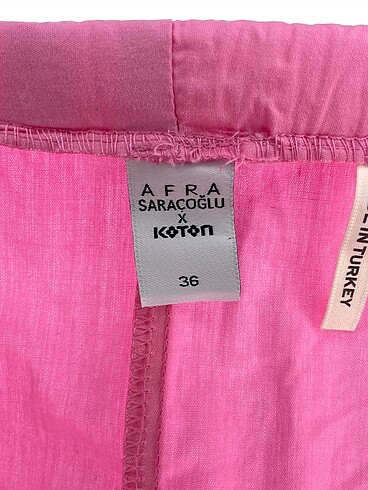 AFRA
SARAÇOĞLU
X
KOTON
36
IN TURKEY